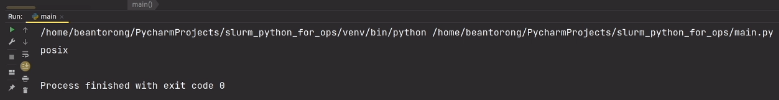 main()
Run: main
/home/beantorong/PycharmProjects/slurm_python_for_ops/venv/bin/python /home/beantorong/PycharmProjects/slurm_python_for_ops/main.py
posix
Process finished with exit code 0